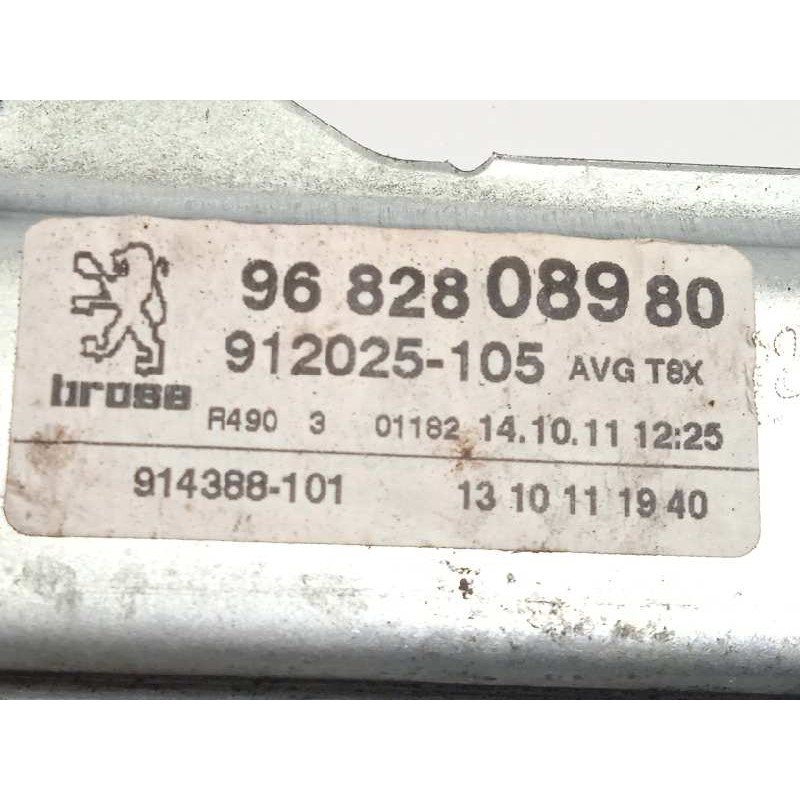 96 828 089 80
912025-105 AVG T8X
brose
R490 3 01182 14.10.11 12:25
914388-101 13 10 11 19 40